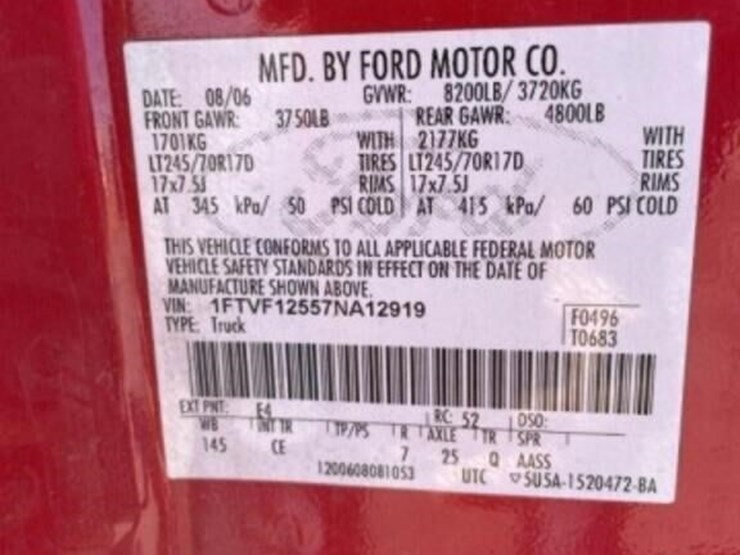 MFD. BY FORD MOTOR CO.
DATE: 08/06 GVWR: 8200LB/ 3720KG
FRONT GAWR: 3750LB REAR GAWR: 4800LB
1701KG WITH 2177KG WITH
LT245/70R17D TIRES LT245/70R17D TIRES
17x7.5J RIMS 17x7.5J RIMS
AT 345 kPa/ 50 PSI COLD AT 415 kPa/ 60 PSI COLD
THIS VEHICLE CONFORMS TO ALL APPLICABLE FEDERAL MOTOR
VEHICLE SAFETY STANDARDS IN EFFECT ON THE DATE OF
MANUFACTURE SHOWN ABOVE.
VIN: 1FTVF12557NA12919
TYPE: Truck
F0496
T0683
EXT PNT: E4 RC: 52 DSO:
WB INT TR TP/PS R AXLE TR SPR
145 CE 7 25 Q AASS
1200608081053 UTC ▽5U5A-1520472-BA